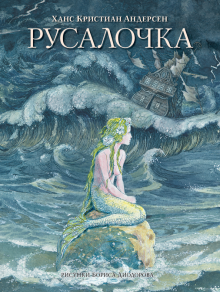 Ханс Кристиан Андерсен
РУСАЛОЧКА
РИСУНКИ БОРИСА ДИОДОРОВА